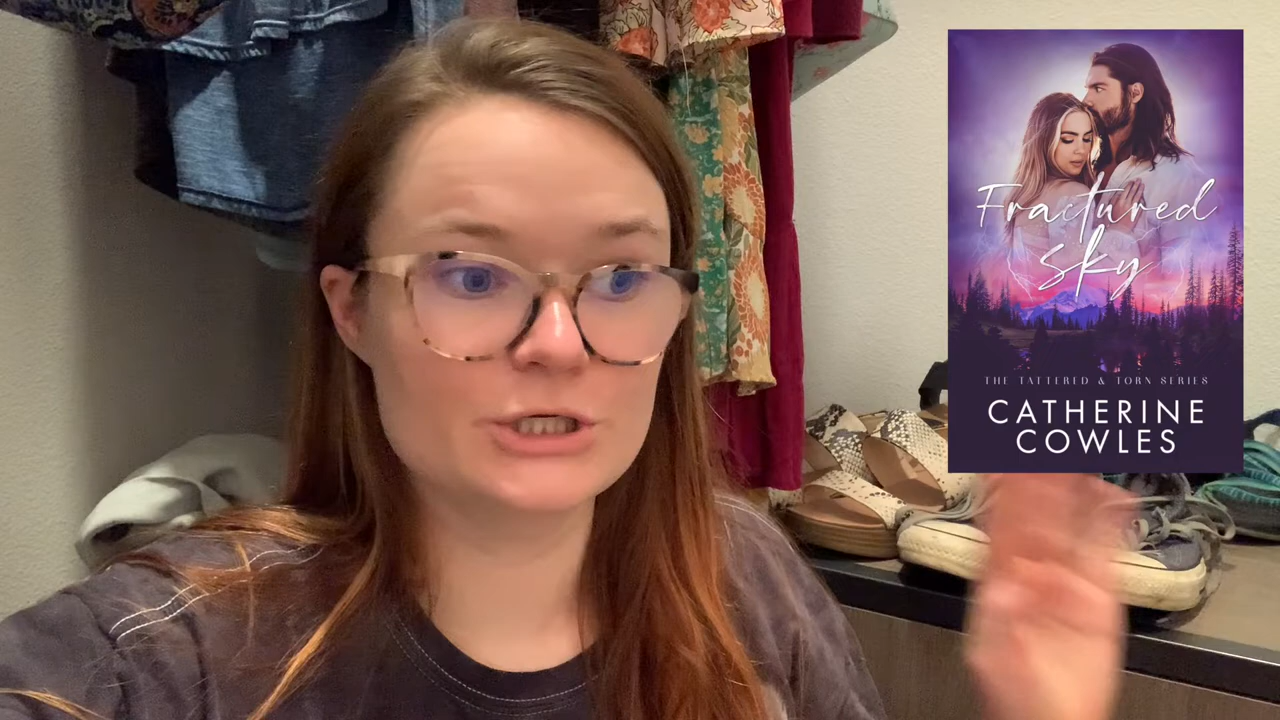 Fractured
Sky
THE TATTERED & TORN SERIES
CATHERINE
COWLES